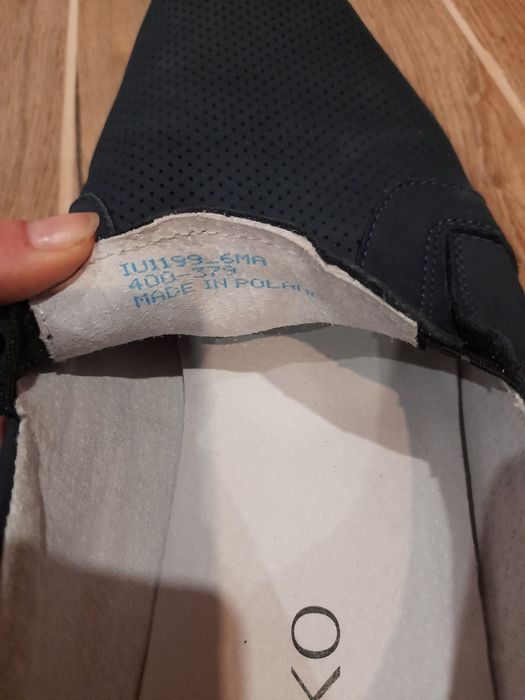 IU1199_6MA
400-379
MADE IN POLAND
KO